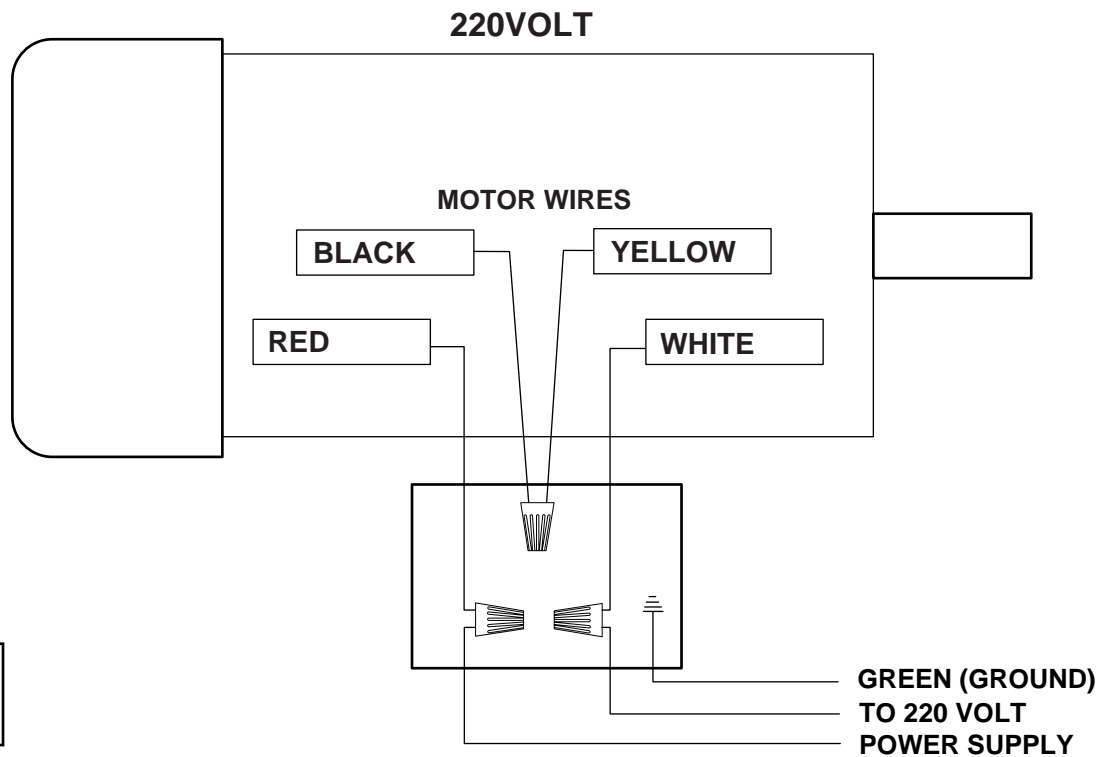 220VOLT
MOTOR WIRES
BLACK
YELLOW
RED
WHITE
GREEN (GROUND)
TO 220 VOLT
POWER SUPPLY